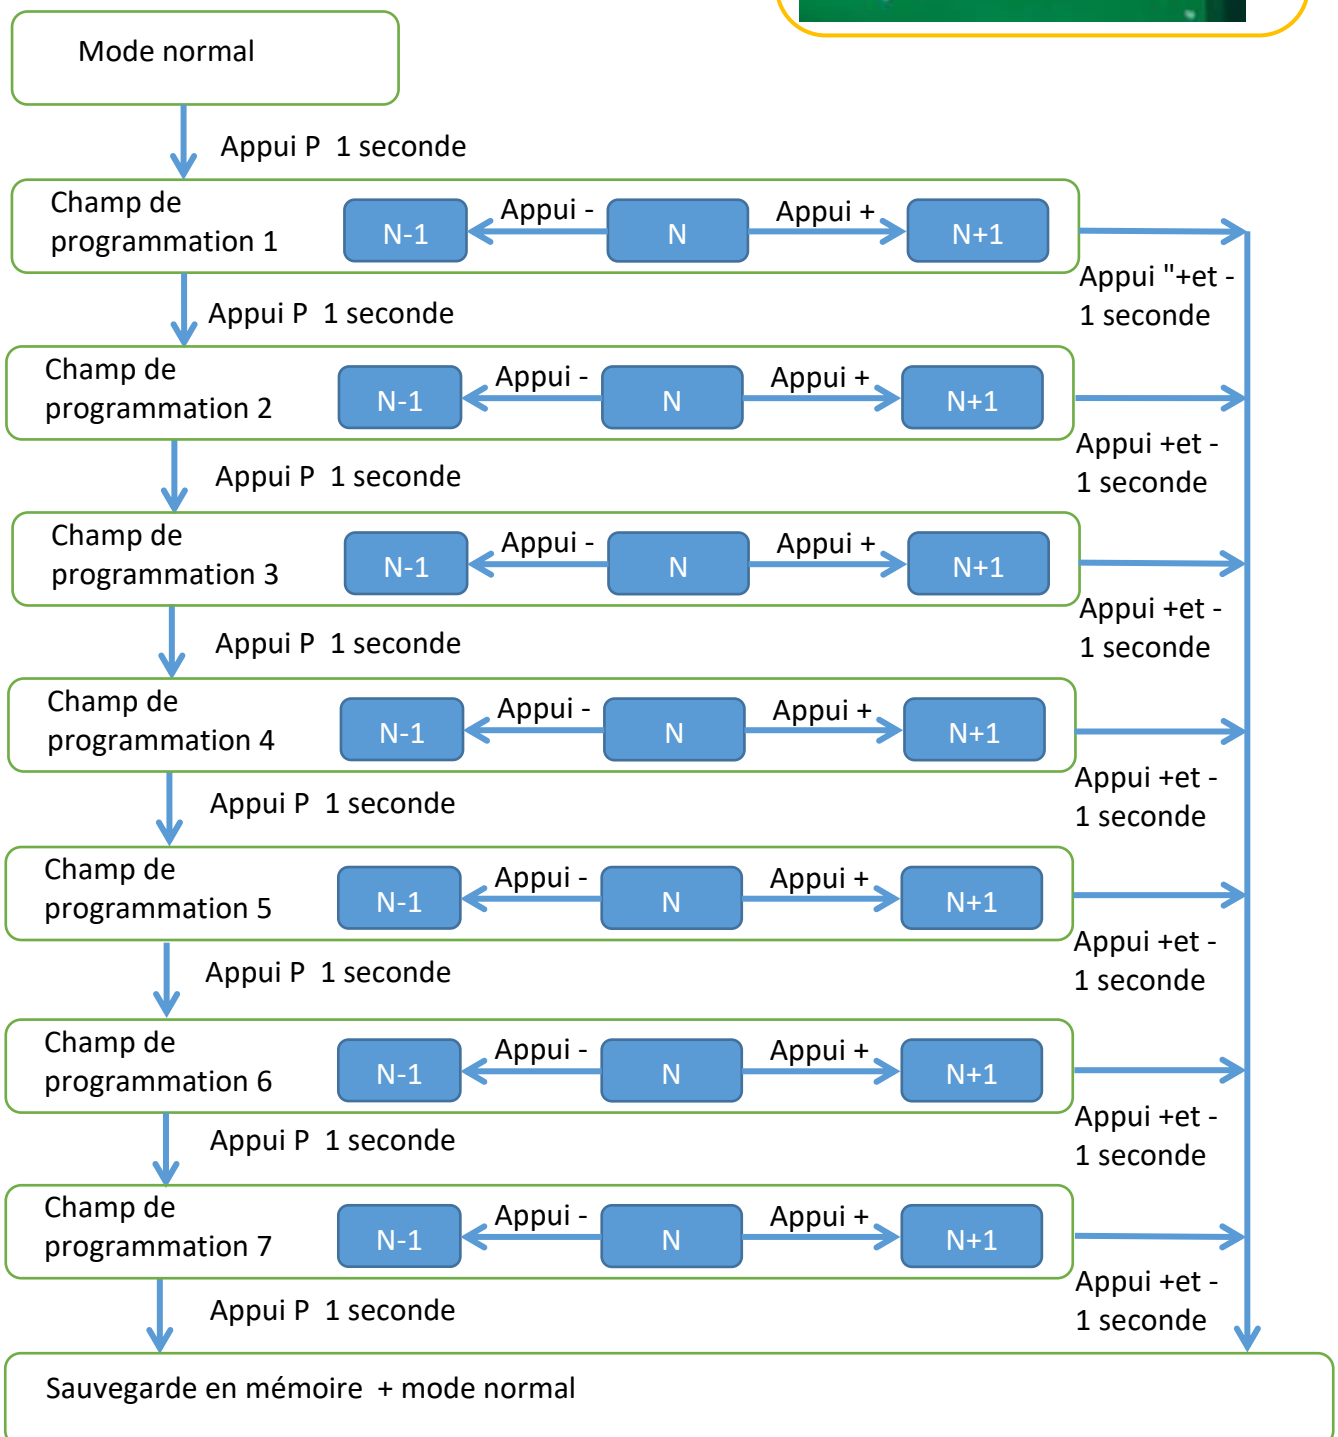 Mode normal
Appui P  1 seconde
Champ de
programmation 1
N-1
Appui -
N
Appui +
N+1
Appui "+et -
1 seconde
Appui P  1 seconde
Champ de
programmation 2
N-1
Appui -
N
Appui +
N+1
Appui +et -
1 seconde
Appui P  1 seconde
Champ de
programmation 3
N-1
Appui -
N
Appui +
N+1
Appui +et -
1 seconde
Appui P  1 seconde
Champ de
programmation 4
N-1
Appui -
N
Appui +
N+1
Appui +et -
1 seconde
Appui P  1 seconde
Champ de
programmation 5
N-1
Appui -
N
Appui +
N+1
Appui +et -
1 seconde
Appui P  1 seconde
Champ de
programmation 6
N-1
Appui -
N
Appui +
N+1
Appui +et -
1 seconde
Appui P  1 seconde
Champ de
programmation 7
N-1
Appui -
N
Appui +
N+1
Appui +et -
1 seconde
Appui P  1 seconde
Sauvegarde en mémoire  + mode normal